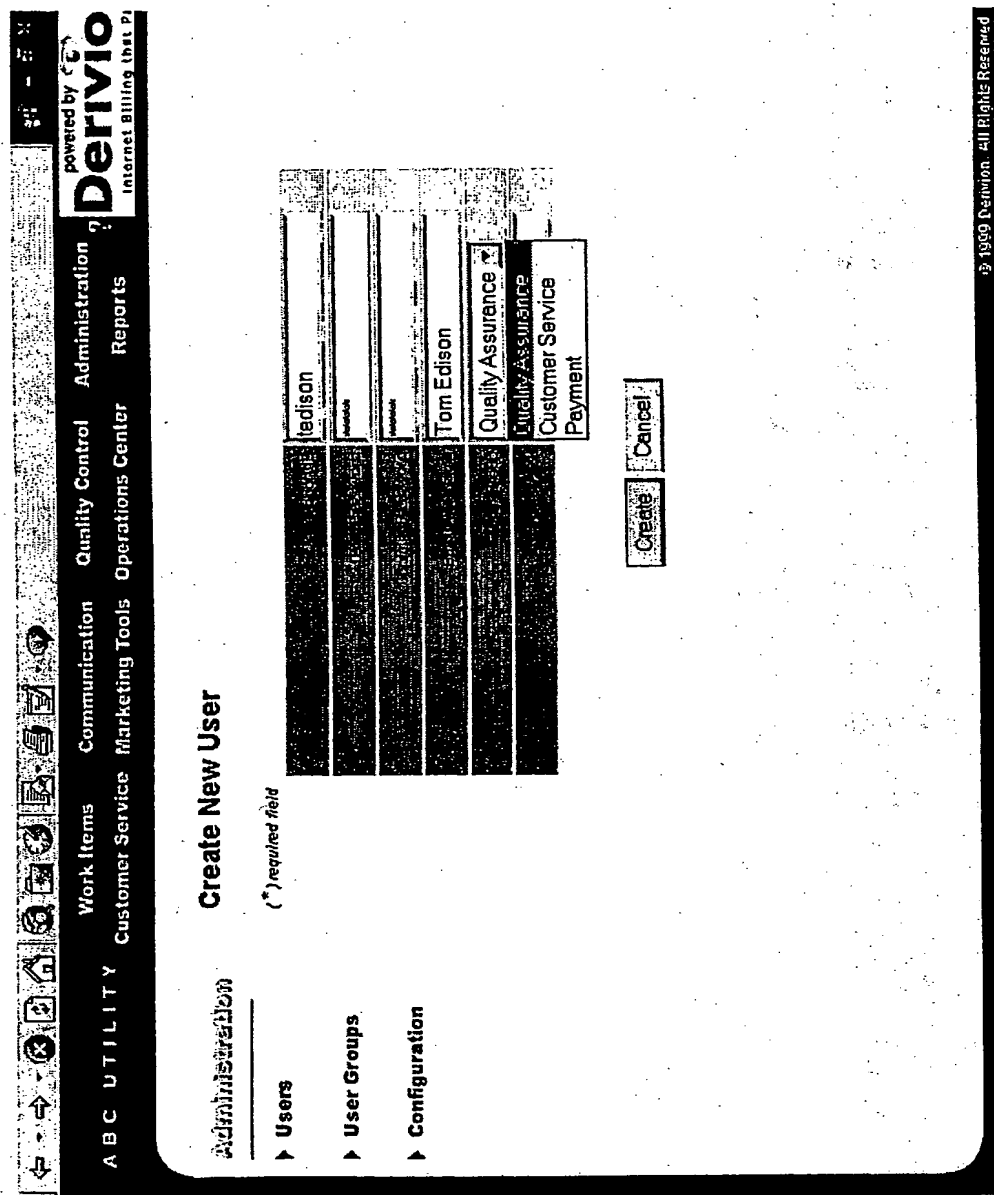 powered by
Derivio
Internet Billing that Pa
ABC UTILITY
Work Items Communication Quality Control Administration ?
Customer Service Marketing Tools Operations Center Reports
Administration
Users
User Groups
Configuration
Create New User
(*) required field
tedison
*****
*****
Tom Edison
Quality Assurance
Quality Assurance
Customer Service
Payment
Create Cancel
© 1999 Derivion. All Rights Reserved